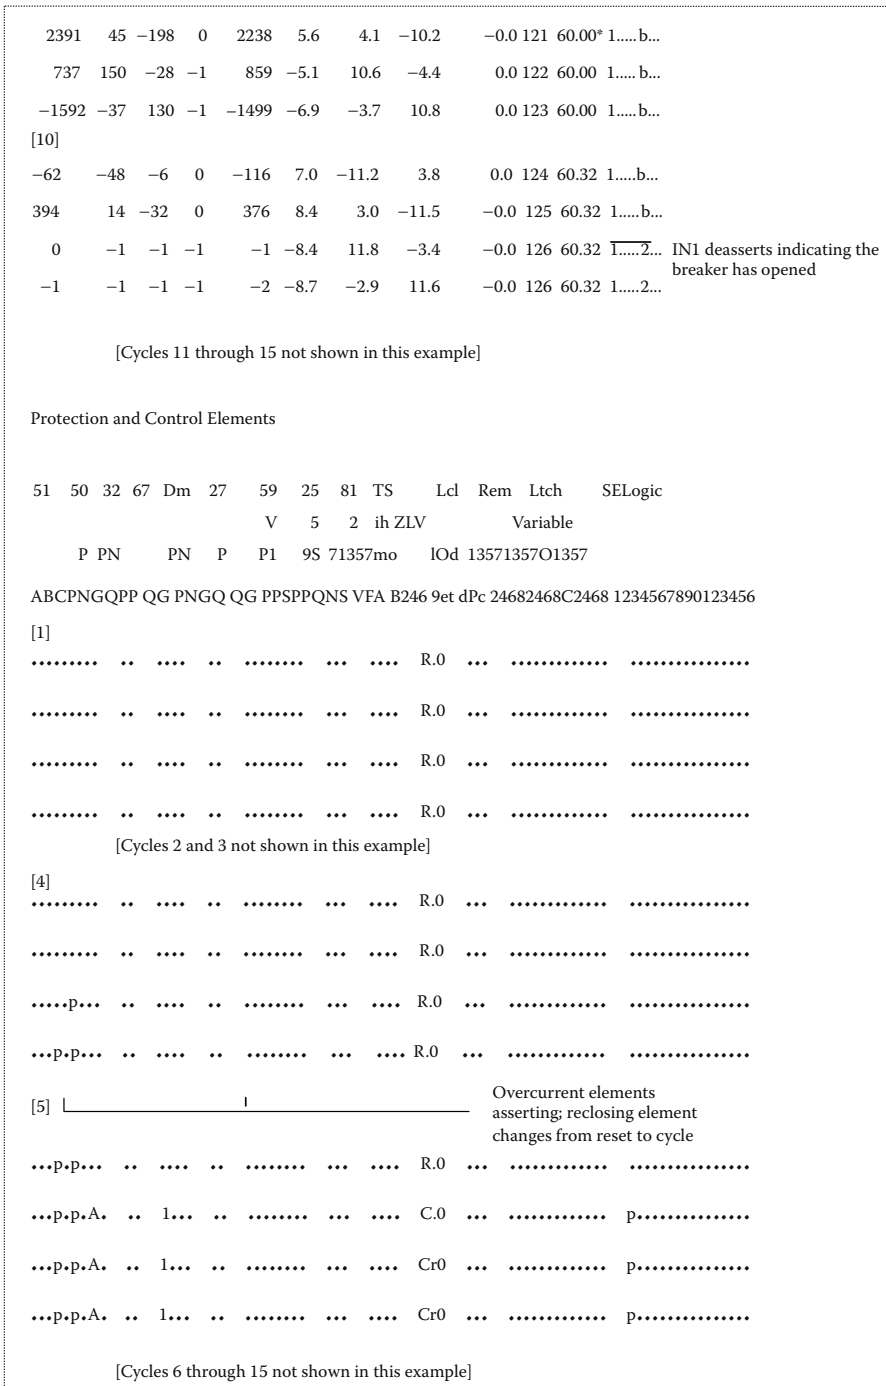 2391 45 −198 0 2238 5.6 4.1 −10.2 −0.0 121 60.00* 1.....b...
737 150 −28 −1 859 −5.1 10.6 −4.4 0.0 122 60.00 1.....b...
−1592 −37 130 −1 −1499 −6.9 −3.7 10.8 0.0 123 60.00 1.....b...
[10]
−62 −48 −6 0 −116 7.0 −11.2 3.8 0.0 124 60.32 1.....b...
394 14 −32 0 376 8.4 3.0 −11.5 −0.0 125 60.32 1.....b...
0 −1 −1 −1 −1 −8.4 11.8 −3.4 −0.0 126 60.32 1.....2... IN1 deasserts indicating the
breaker has opened
−1 −1 −1 −1 −2 −8.7 −2.9 11.6 −0.0 126 60.32 1.....2...
[Cycles 11 through 15 not shown in this example]
Protection and Control Elements
51 50 32 67 Dm 27 59 25 81 TS Lcl Rem Ltch SELogic
V 5 2 ih ZLV Variable
P PN PN P P1 9S 71357mo lOd 13571357O1357
ABCPNGQPP QG PNGQ QG PPSPPQNS VFA B246 9et dPc 24682468C2468 1234567890123456
[1]
......... .. .... .. ........ ... .... R.0 ... ............. ................
......... .. .... .. ........ ... .... R.0 ... ............. ................
......... .. .... .. ........ ... .... R.0 ... ............. ................
......... .. .... .. ........ ... .... R.0 ... ............. ................
[Cycles 2 and 3 not shown in this example]
[4]
......... .. .... .. ........ ... .... R.0 ... ............. ................
......... .. .... .. ........ ... .... R.0 ... ............. ................
.....p... .. .... .. ........ ... .... R.0 ... ............. ................
...p.p... .. .... .. ........ ... .... R.0 ... ............. ................
[5] Overcurrent elements
asserting; reclosing element
changes from reset to cycle
...p.p... .. .... .. ........ ... .... R.0 ... ............. ................
...p.p.A. .. 1... .. ........ ... .... C.0 ... ............. p...............
...p.p.A. .. 1... .. ........ ... .... Cr0 ... ............. p...............
...p.p.A. .. 1... .. ........ ... .... Cr0 ... ............. p...............
[Cycles 6 through 15 not shown in this example]